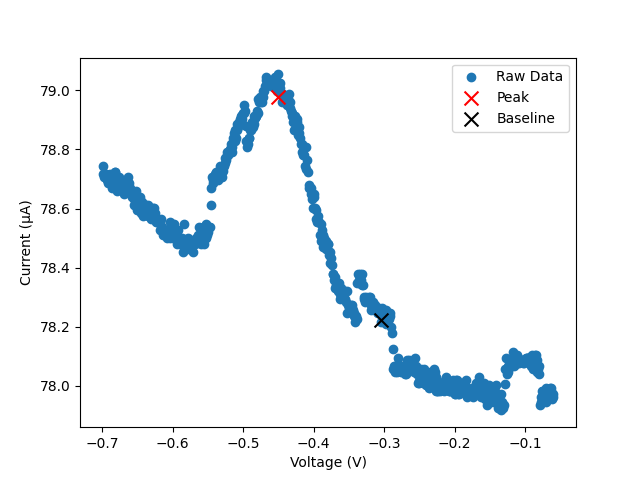 Raw Data
Peak
Baseline
79.0
78.8
78.6
78.4
78.2
78.0
Current (μA)
−0.7 −0.6 −0.5 −0.4 −0.3 −0.2 −0.1
Voltage (V)